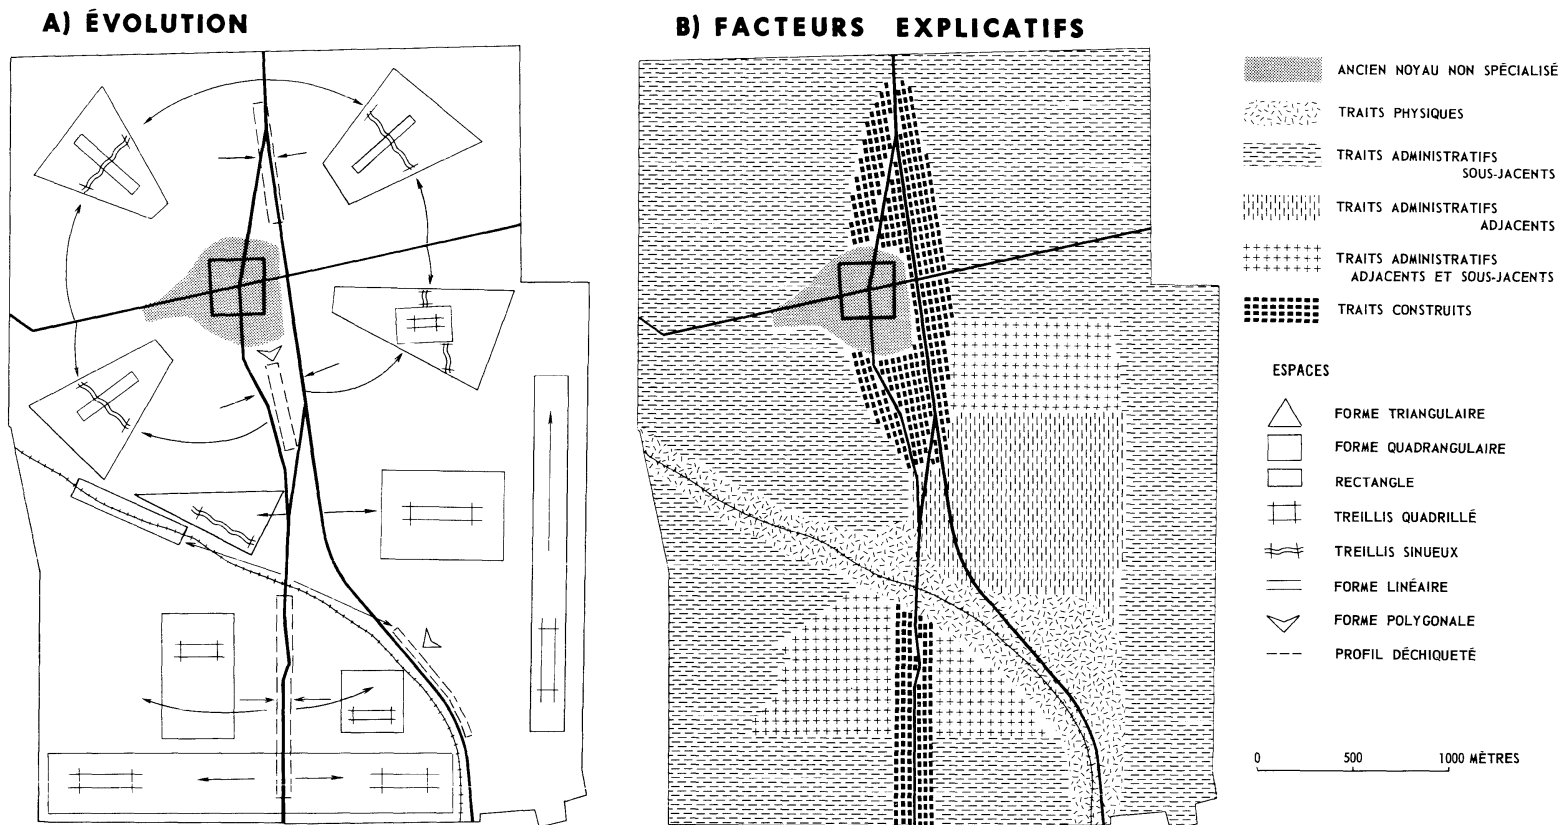 A) ÉVOLUTION
B) FACTEURS EXPLICATIFS
ANCIEN NOYAU NON SPÉCIALISÉ
TRAITS PHYSIQUES
TRAITS ADMINISTRATIFS
SOUS-JACENTS
TRAITS ADMINISTRATIFS
ADJACENTS
TRAITS ADMINISTRATIFS
ADJACENTS ET SOUS-JACENTS
TRAITS CONSTRUITS
ESPACES
FORME TRIANGULAIRE
FORME QUADRANGULAIRE
RECTANGLE
TREILLIS QUADRILLÉ
TREILLIS SINUEUX
FORME LINÉAIRE
FORME POLYGONALE
PROFIL DÉCHIQUETÉ
0 500 1000 MÈTRES